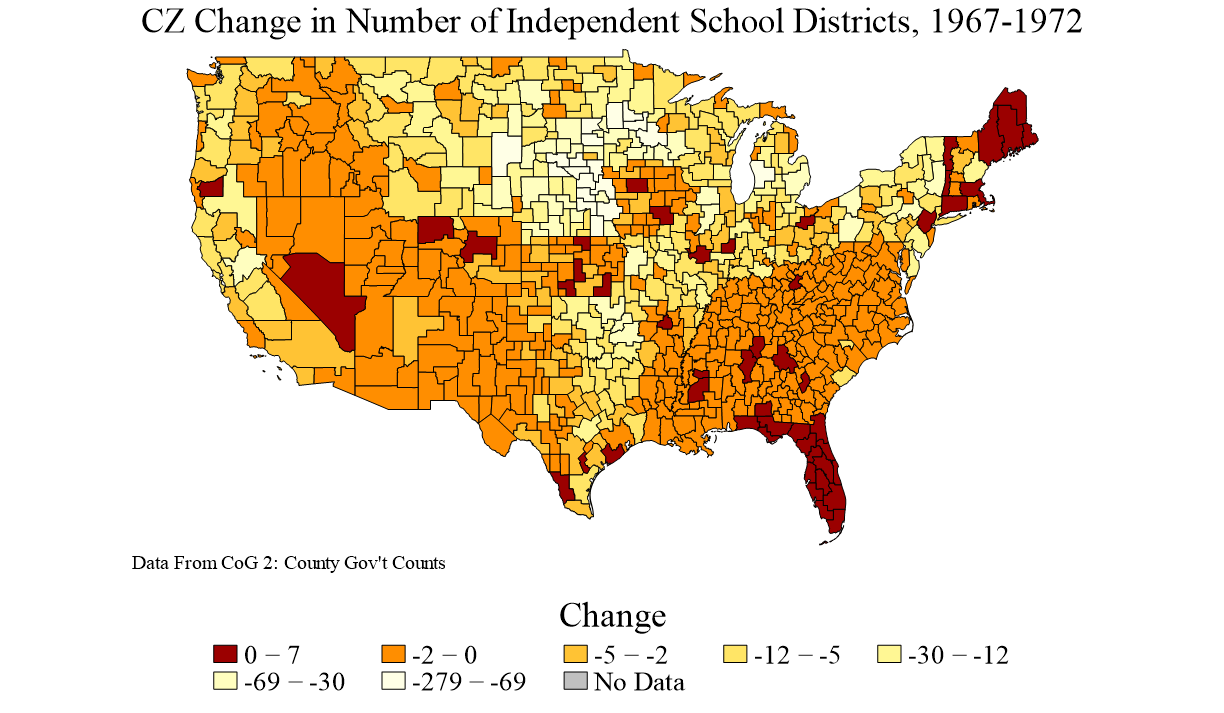 CZ Change in Number of Independent School Districts, 1967-1972
Data From CoG 2: County Gov't Counts
Change
0 − 7 -2 − 0 -5 − -2 -12 − -5 -30 − -12
-69 − -30 -279 − -69 No Data